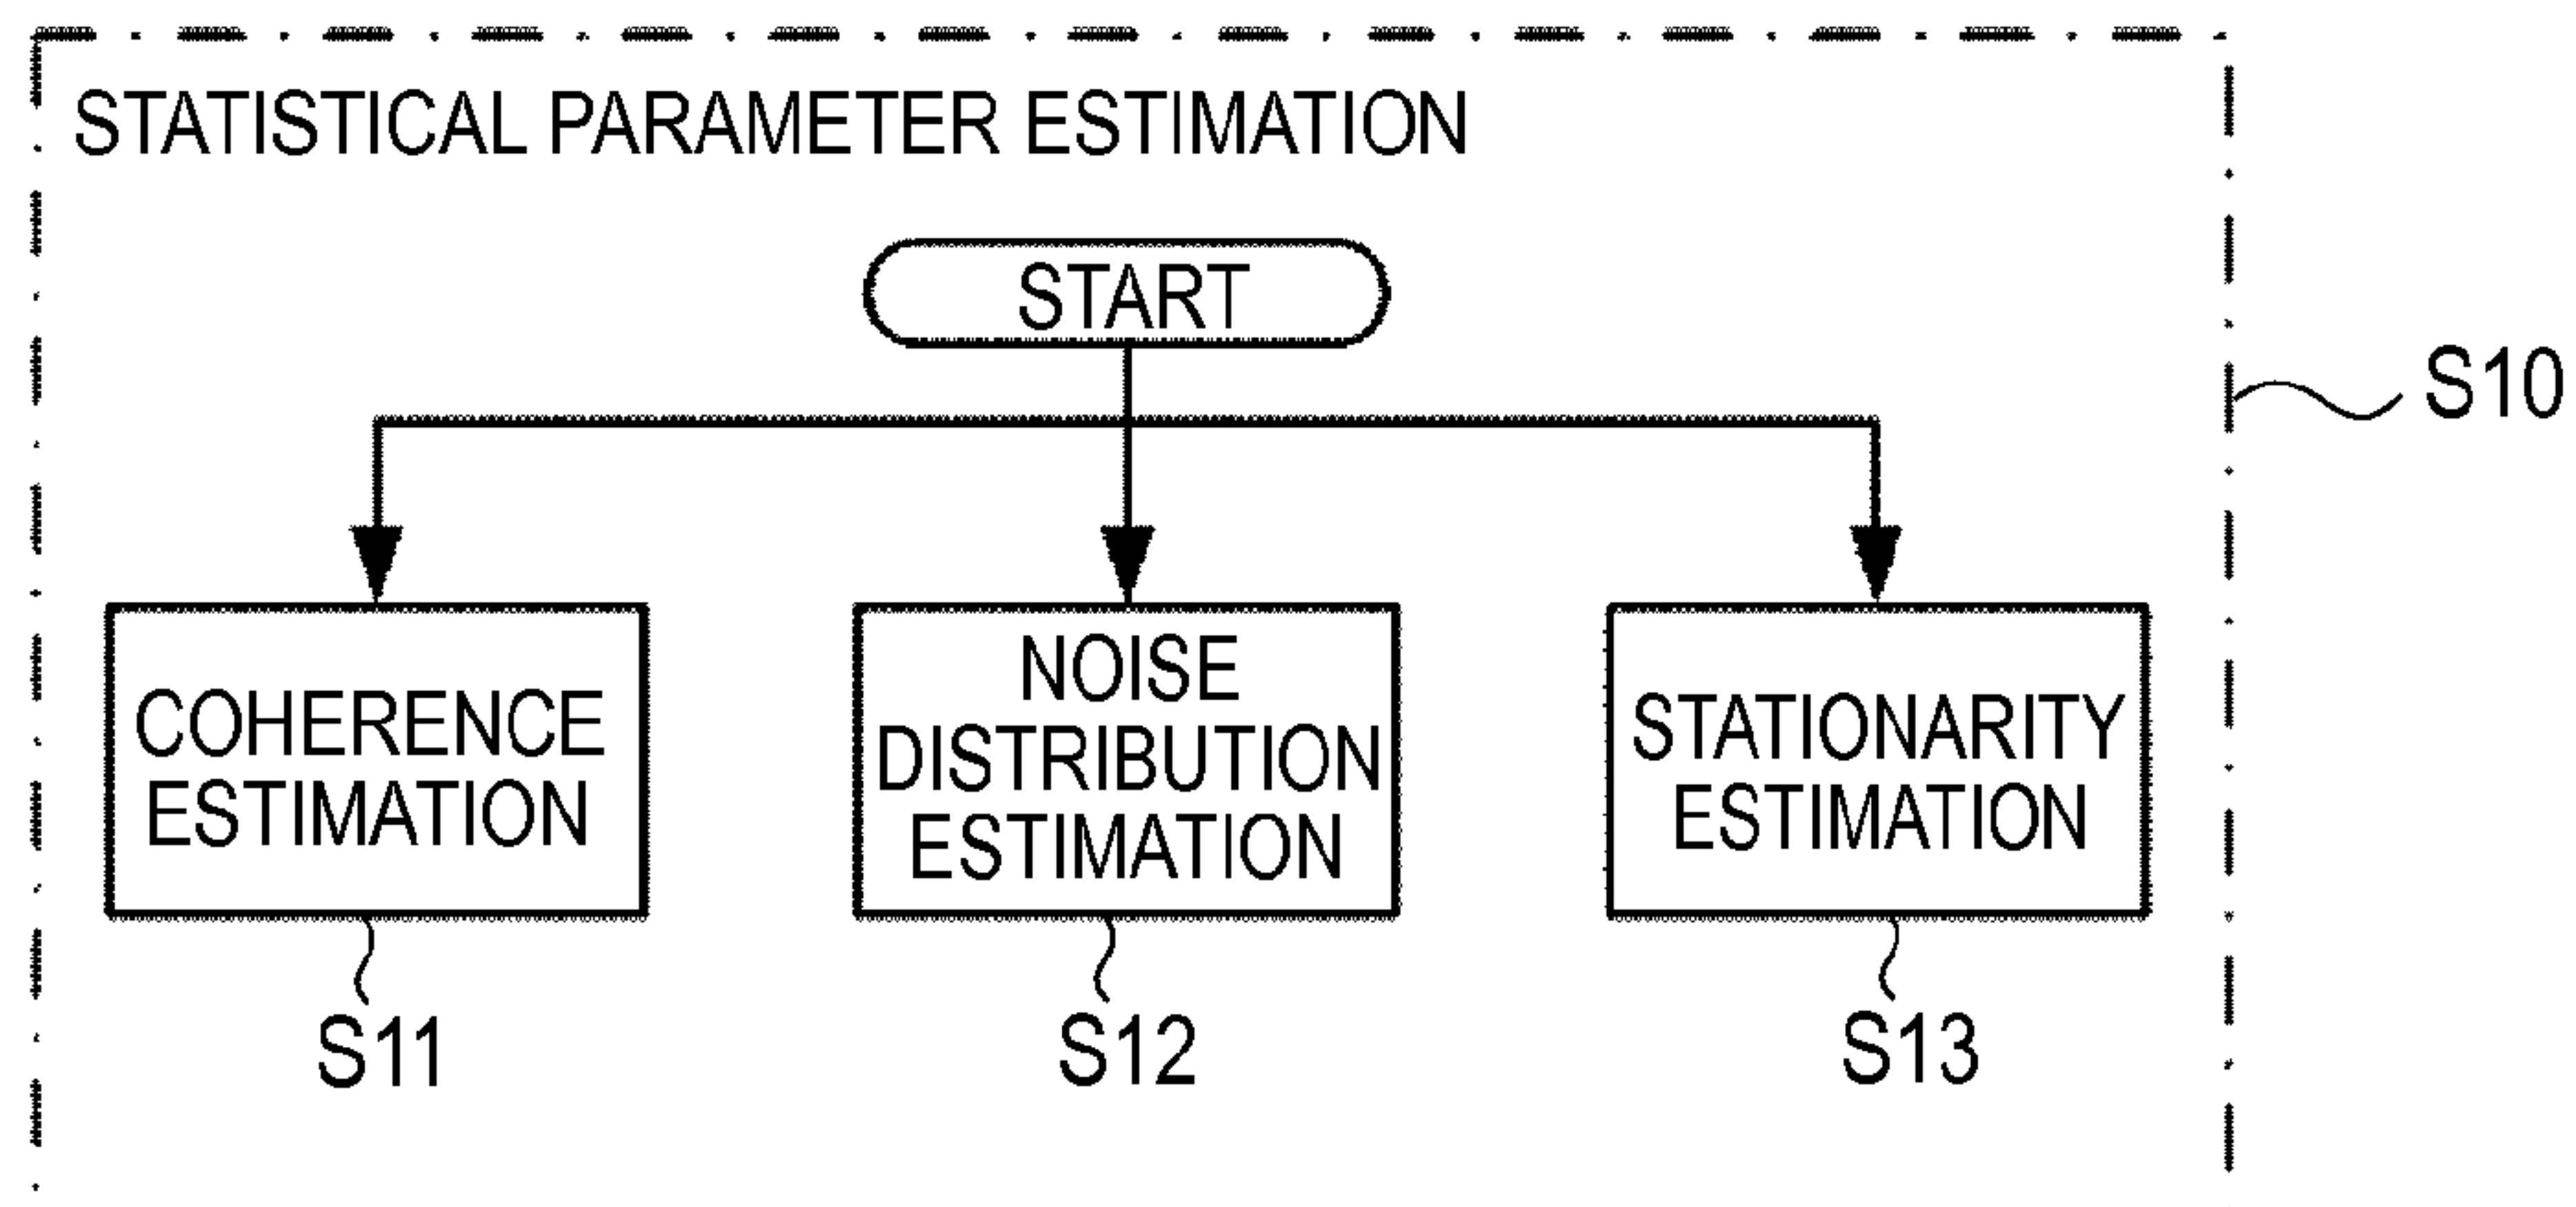 STATISTICAL PARAMETER ESTIMATION
START
S10
COHERENCE
ESTIMATION
NOISE
DISTRIBUTION
ESTIMATION
STATIONARITY
ESTIMATION
S11
S12
S13